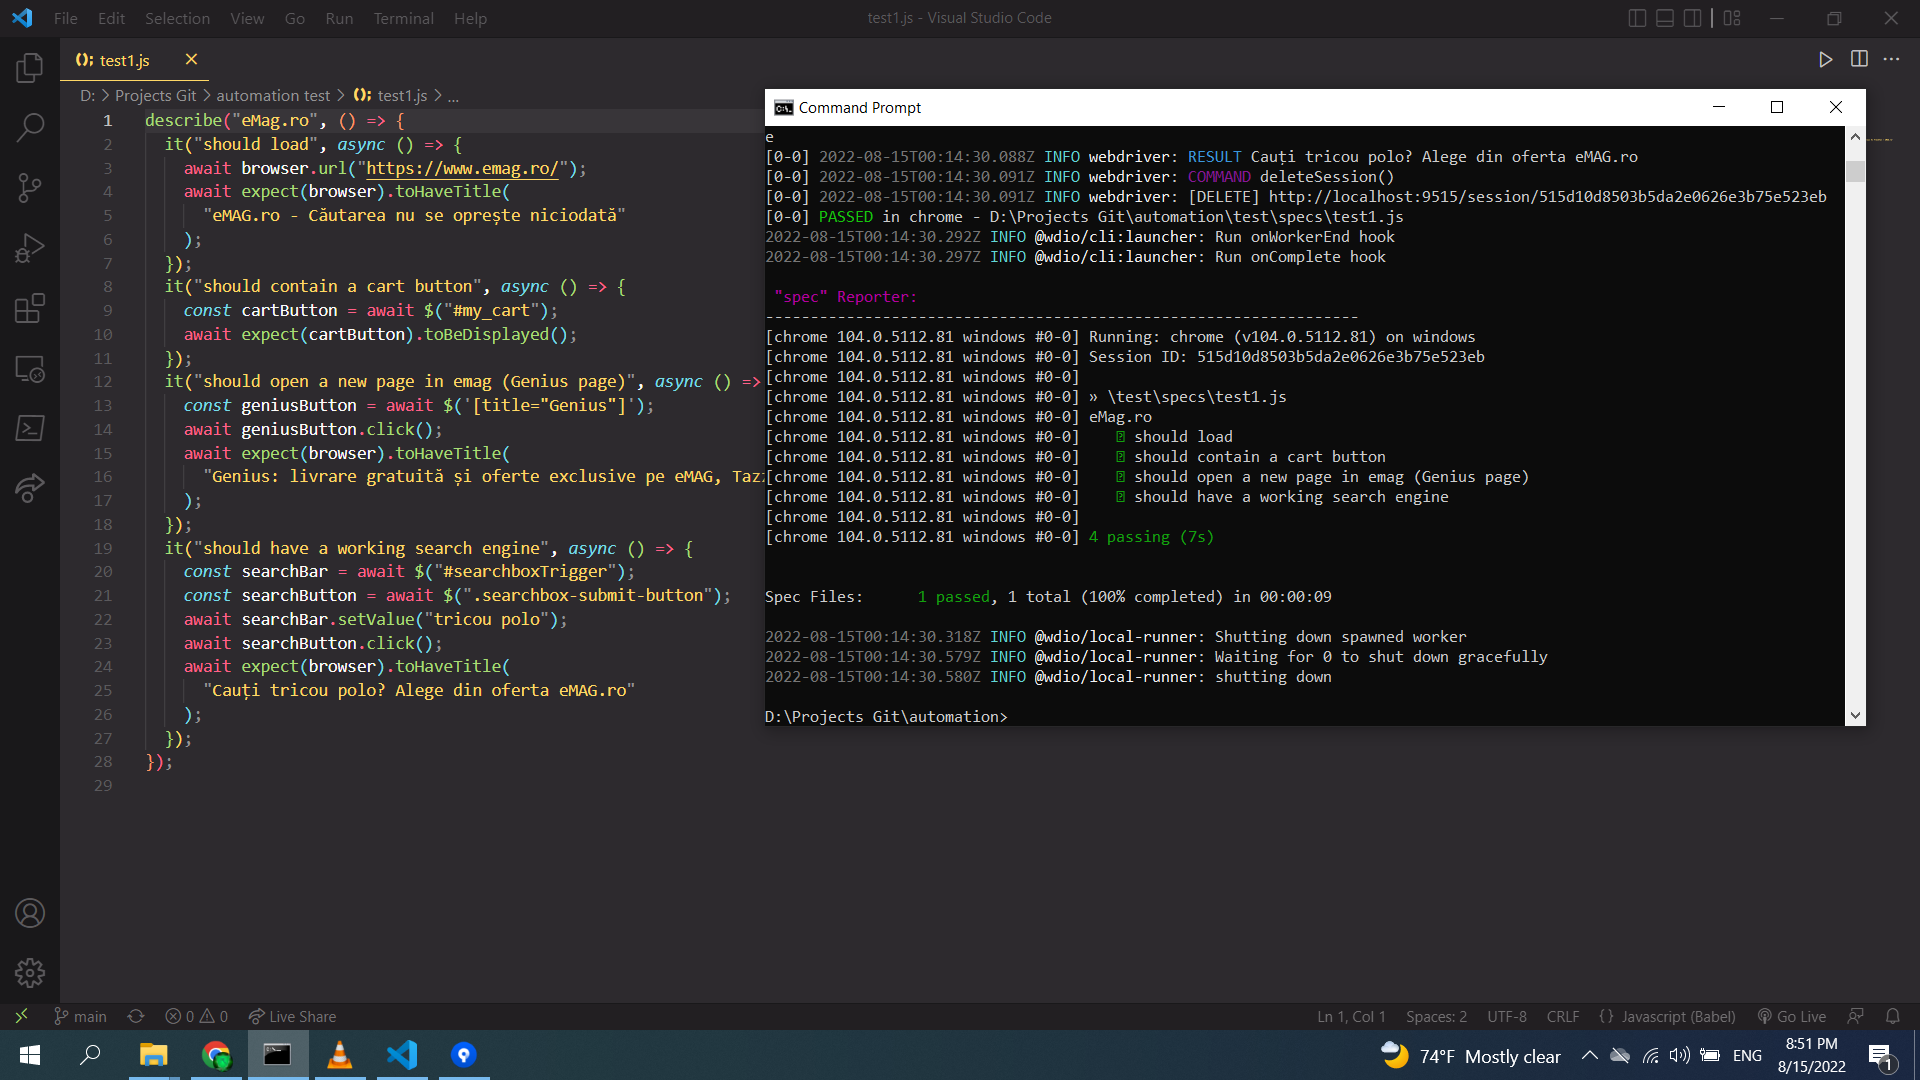 File Edit Selection View Go Run Terminal Help
test1.js - Visual Studio Code
test1.js
D: > Projects Git > automation test > test1.js > ...
1 describe("eMag.ro", () => {
2 it("should load", async () => {
3 await browser.url("https://www.emag.ro/");
4 await expect(browser).toHaveTitle(
5 "eMAG.ro - Căutarea nu se oprește niciodată"
6 );
7 });
8 it("should contain a cart button", async () => {
9 const cartButton = await $("#my_cart");
10 await expect(cartButton).toBeDisplayed();
11 });
12 it("should open a new page in emag (Genius page)", async () =>
13 const geniusButton = await $('[title="Genius"]');
14 await geniusButton.click();
15 await expect(browser).toHaveTitle(
16 "Genius: livrare gratuită și oferte exclusive pe eMAG, Taz
17 );
18 });
19 it("should have a working search engine", async () => {
20 const searchBar = await $("#searchboxTrigger");
21 const searchButton = await $(".searchbox-submit-button");
22 await searchBar.setValue("tricou polo");
23 await searchButton.click();
24 await expect(browser).toHaveTitle(
25 "Cauți tricou polo? Alege din oferta eMAG.ro"
26 );
27 });
28 });
29
Command Prompt
e
[0-0] 2022-08-15T00:14:30.088Z INFO webdriver: RESULT Cauți tricou polo? Alege din oferta eMAG.ro
[0-0] 2022-08-15T00:14:30.091Z INFO webdriver: COMMAND deleteSession()
[0-0] 2022-08-15T00:14:30.091Z INFO webdriver: [DELETE] http://localhost:9515/session/515d10d8503b5da2e0626e3b75e523eb
[0-0] PASSED in chrome - D:\Projects Git\automation\test\specs\test1.js
2022-08-15T00:14:30.292Z INFO @wdio/cli:launcher: Run onWorkerEnd hook
2022-08-15T00:14:30.297Z INFO @wdio/cli:launcher: Run onComplete hook
"spec" Reporter:
------------------------------------------------------------------
[chrome 104.0.5112.81 windows #0-0] Running: chrome (v104.0.5112.81) on windows
[chrome 104.0.5112.81 windows #0-0] Session ID: 515d10d8503b5da2e0626e3b75e523eb
[chrome 104.0.5112.81 windows #0-0]
[chrome 104.0.5112.81 windows #0-0] » \test\specs\test1.js
[chrome 104.0.5112.81 windows #0-0] eMag.ro
[chrome 104.0.5112.81 windows #0-0] should load
[chrome 104.0.5112.81 windows #0-0] should contain a cart button
[chrome 104.0.5112.81 windows #0-0] should open a new page in emag (Genius page)
[chrome 104.0.5112.81 windows #0-0] should have a working search engine
[chrome 104.0.5112.81 windows #0-0]
[chrome 104.0.5112.81 windows #0-0] 4 passing (7s)
Spec Files: 1 passed, 1 total (100% completed) in 00:00:09
2022-08-15T00:14:30.318Z INFO @wdio/local-runner: Shutting down spawned worker
2022-08-15T00:14:30.579Z INFO @wdio/local-runner: Waiting for 0 to shut down gracefully
2022-08-15T00:14:30.580Z INFO @wdio/local-runner: shutting down
D:\Projects Git\automation>
main 0 0 Live Share
Ln 1, Col 1 Spaces: 2 UTF-8 CRLF {} Javascript (Babel) Go Live
74°F Mostly clear ENG
8:51 PM
8/15/2022
1